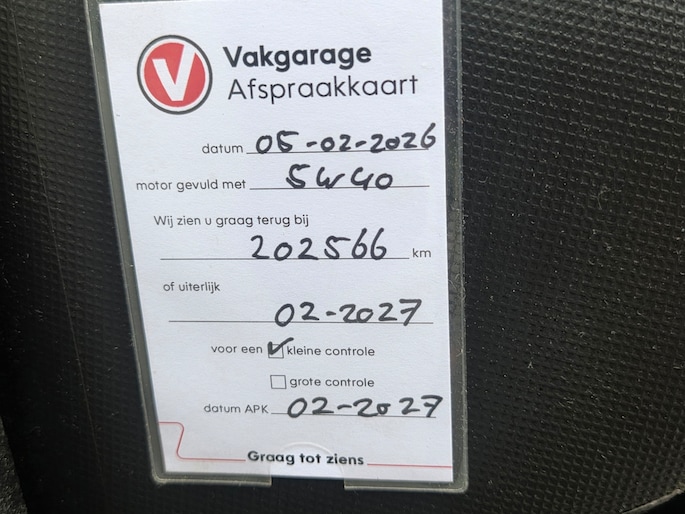 V Vakgarage
Afspraakkaart
datum 05-02-2026
motor gevuld met 5W40
Wij zien u graag terug bij
202566 km
of uiterlijk
02-2027
voor een kleine controle
grote controle
datum APK 02-2027
Graag tot ziens